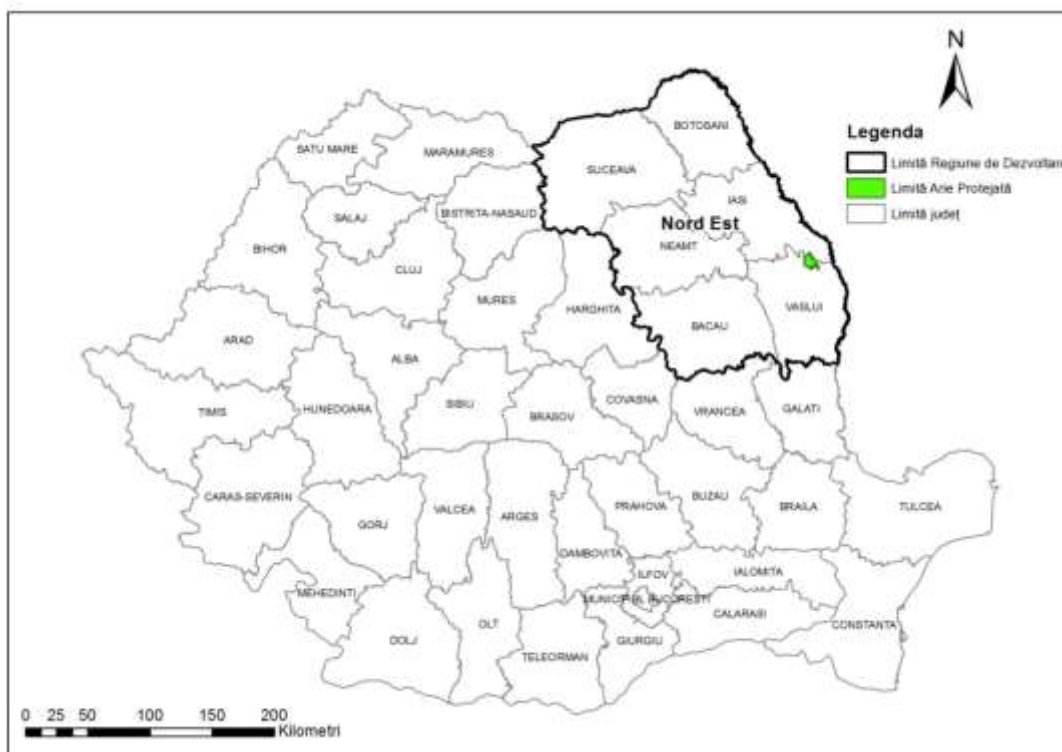 N
BOTOSANI
Legenda
SATU MARE
MARAMURES
SUCEAVA
Limită Regiune de Dezvoltare
Limită Arie Protejată
Limită județ
SALAJ
BISTRITA-NASAUD
IASI
Nord Est
NEAMT
BIHOR
CLUJ
MURES
HARGHITA
VASLUI
BACAU
ARAD
ALBA
TIMIS
HUNEDOARA
SIBIU
BRASOV
COVASNA
VRANCEA
GALATI
CARAS-SEVERIN
GORJ
VALCEA
ARGES
PRAHOVA
BUZAU
BRAILA
TULCEA
DAMBOVITA
ILFOV
IALOMITA
MEHEDINTI
MUNICIPIUL BUCURESTI
CALARASI
CONSTANTA
DOLJ
OLT
TELEORMAN
GIURGIU
0 25 50 100 150 200
Kilometri